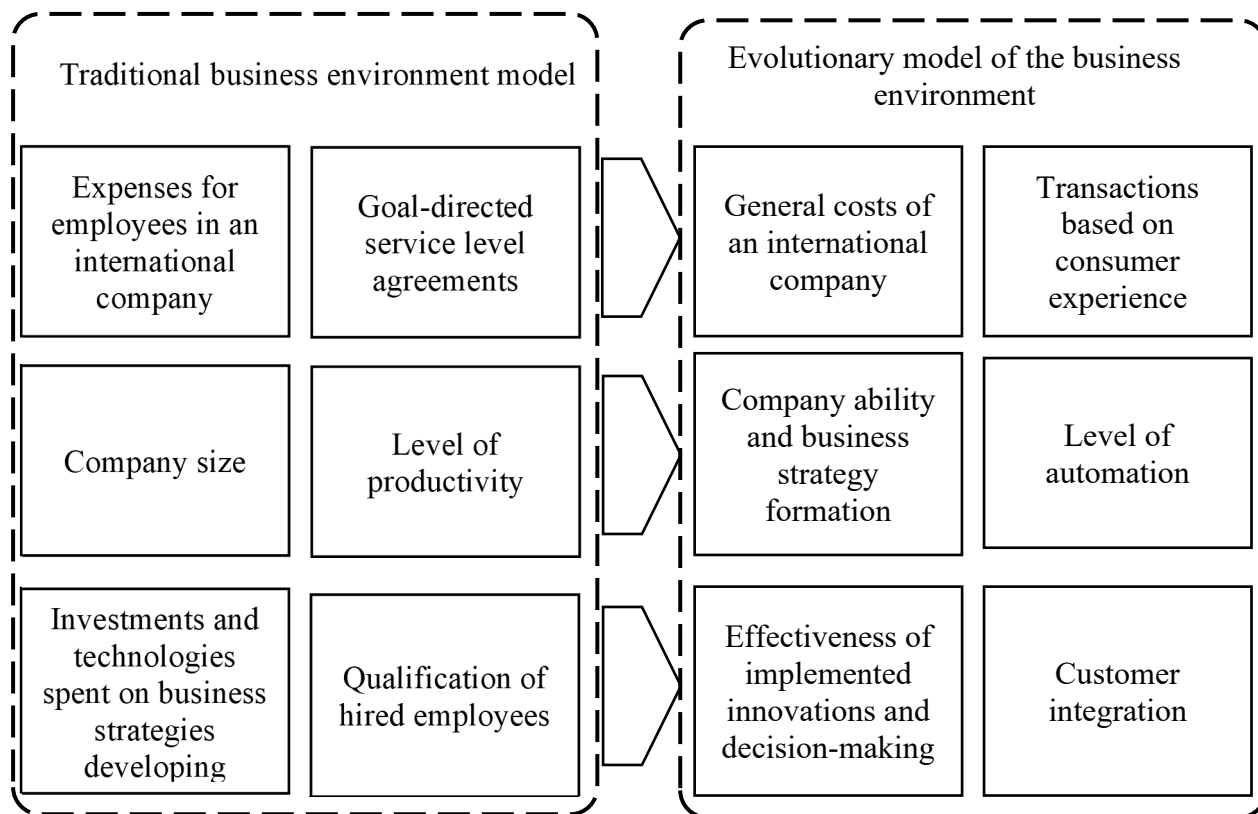 Traditional business environment model
Expenses for
employees in an
international
company
Goal-directed
service level
agreements
Company size
Level of
productivity
Investments and
technologies
spent on business
strategies
developing
Qualification of
hired employees
Evolutionary model of the business
environment
General costs of
an international
company
Transactions
based on
consumer
experience
Company ability
and business
strategy
formation
Level of
automation
Effectiveness of
implemented
innovations and
decision-making
Customer
integration